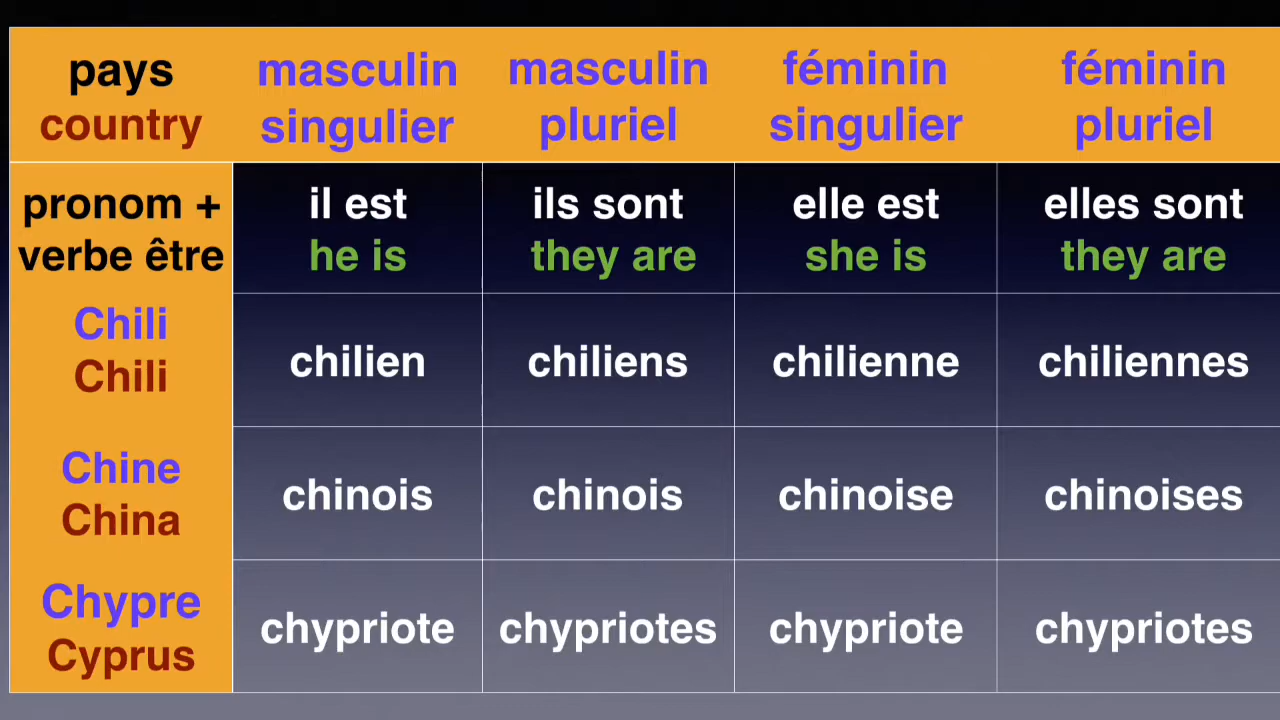 pays
country
masculin
singulier
masculin
pluriel
féminin
singulier
féminin
pluriel
pronom +
verbe être
il est
he is
ils sont
they are
elle est
she is
elles sont
they are
Chili
Chili
chilien
chiliens
chilienne
chiliennes
Chine
China
chinois
chinois
chinoise
chinoises
Chypre
Cyprus
chypriote
chypriotes
chypriote
chypriotes